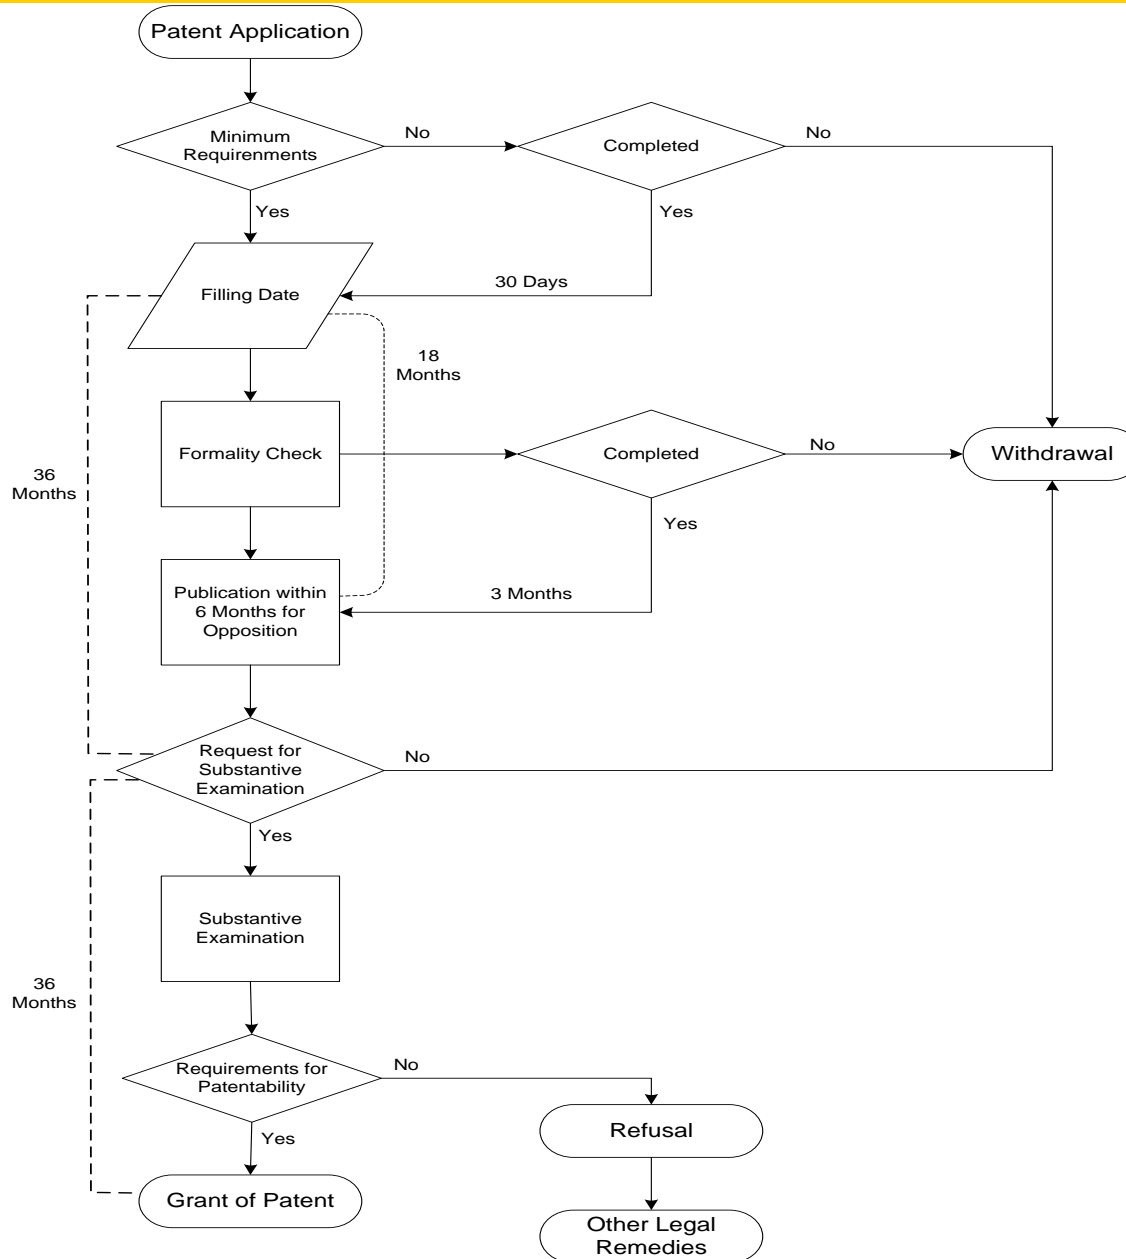 Patent Application
Minimum
Requirenments
No
Completed
No
Yes
Yes
Filling Date
30 Days
18
Months
Formality Check
Completed
No
Withdrawal
36
Months
Yes
Publication within
6 Months for
Opposition
3 Months
Request for
Substantive
Examination
No
Yes
Substantive
Examination
36
Months
Requirements for
Patentability
No
Yes
Refusal
Grant of Patent
Other Legal
Remedies